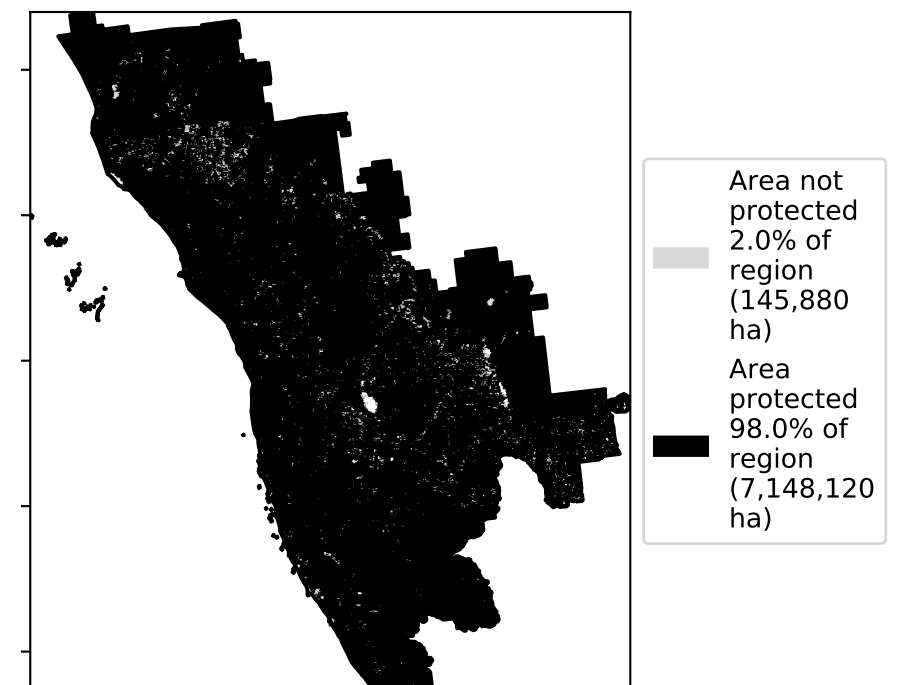 Area not
protected
2.0% of
region
(145,880
ha)
Area
protected
98.0% of
region
(7,148,120
ha)